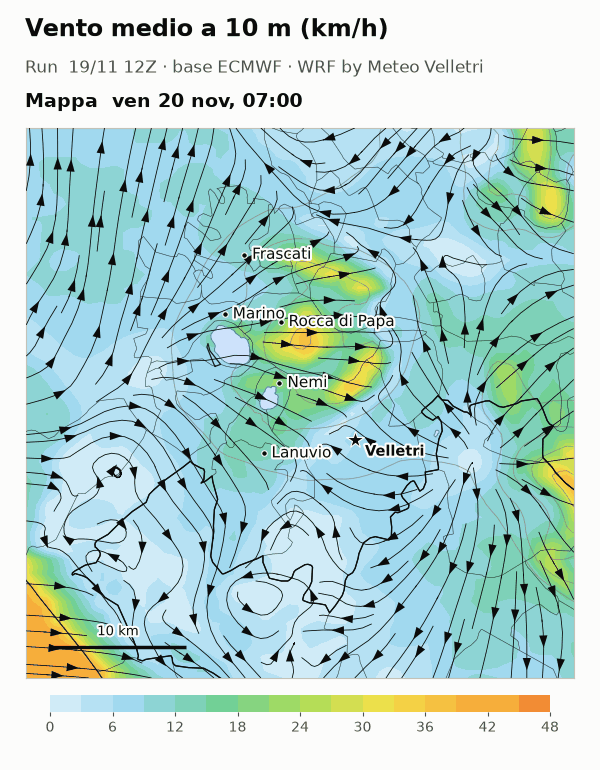 Vento medio a 10 m (km/h)
Run  19/11 12Z · base ECMWF · WRF by Meteo Velletri
Mappa  ven 20 nov, 07:00
Frascati
Marino
Rocca di Papa
Nemi
Velletri
Lanuvio
10 km
0 6 12 18 24 30 36 42 48